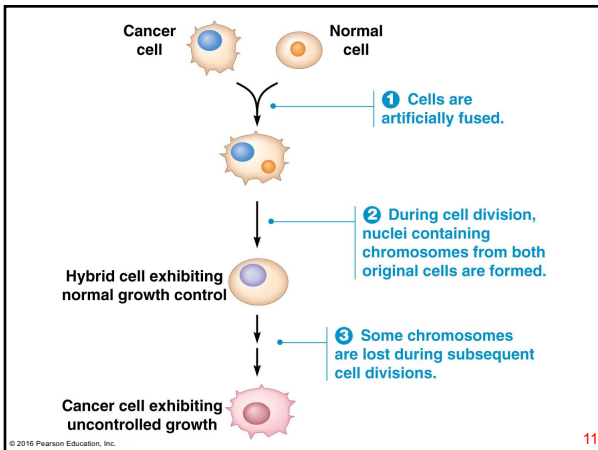 Cancer
cell
Normal
cell
1 Cells are
artificially fused.
2 During cell division,
nuclei containing
chromosomes from both
original cells are formed.
Hybrid cell exhibiting
normal growth control
3 Some chromosomes
are lost during subsequent
cell divisions.
Cancer cell exhibiting
uncontrolled growth
© 2016 Pearson Education, Inc.
11